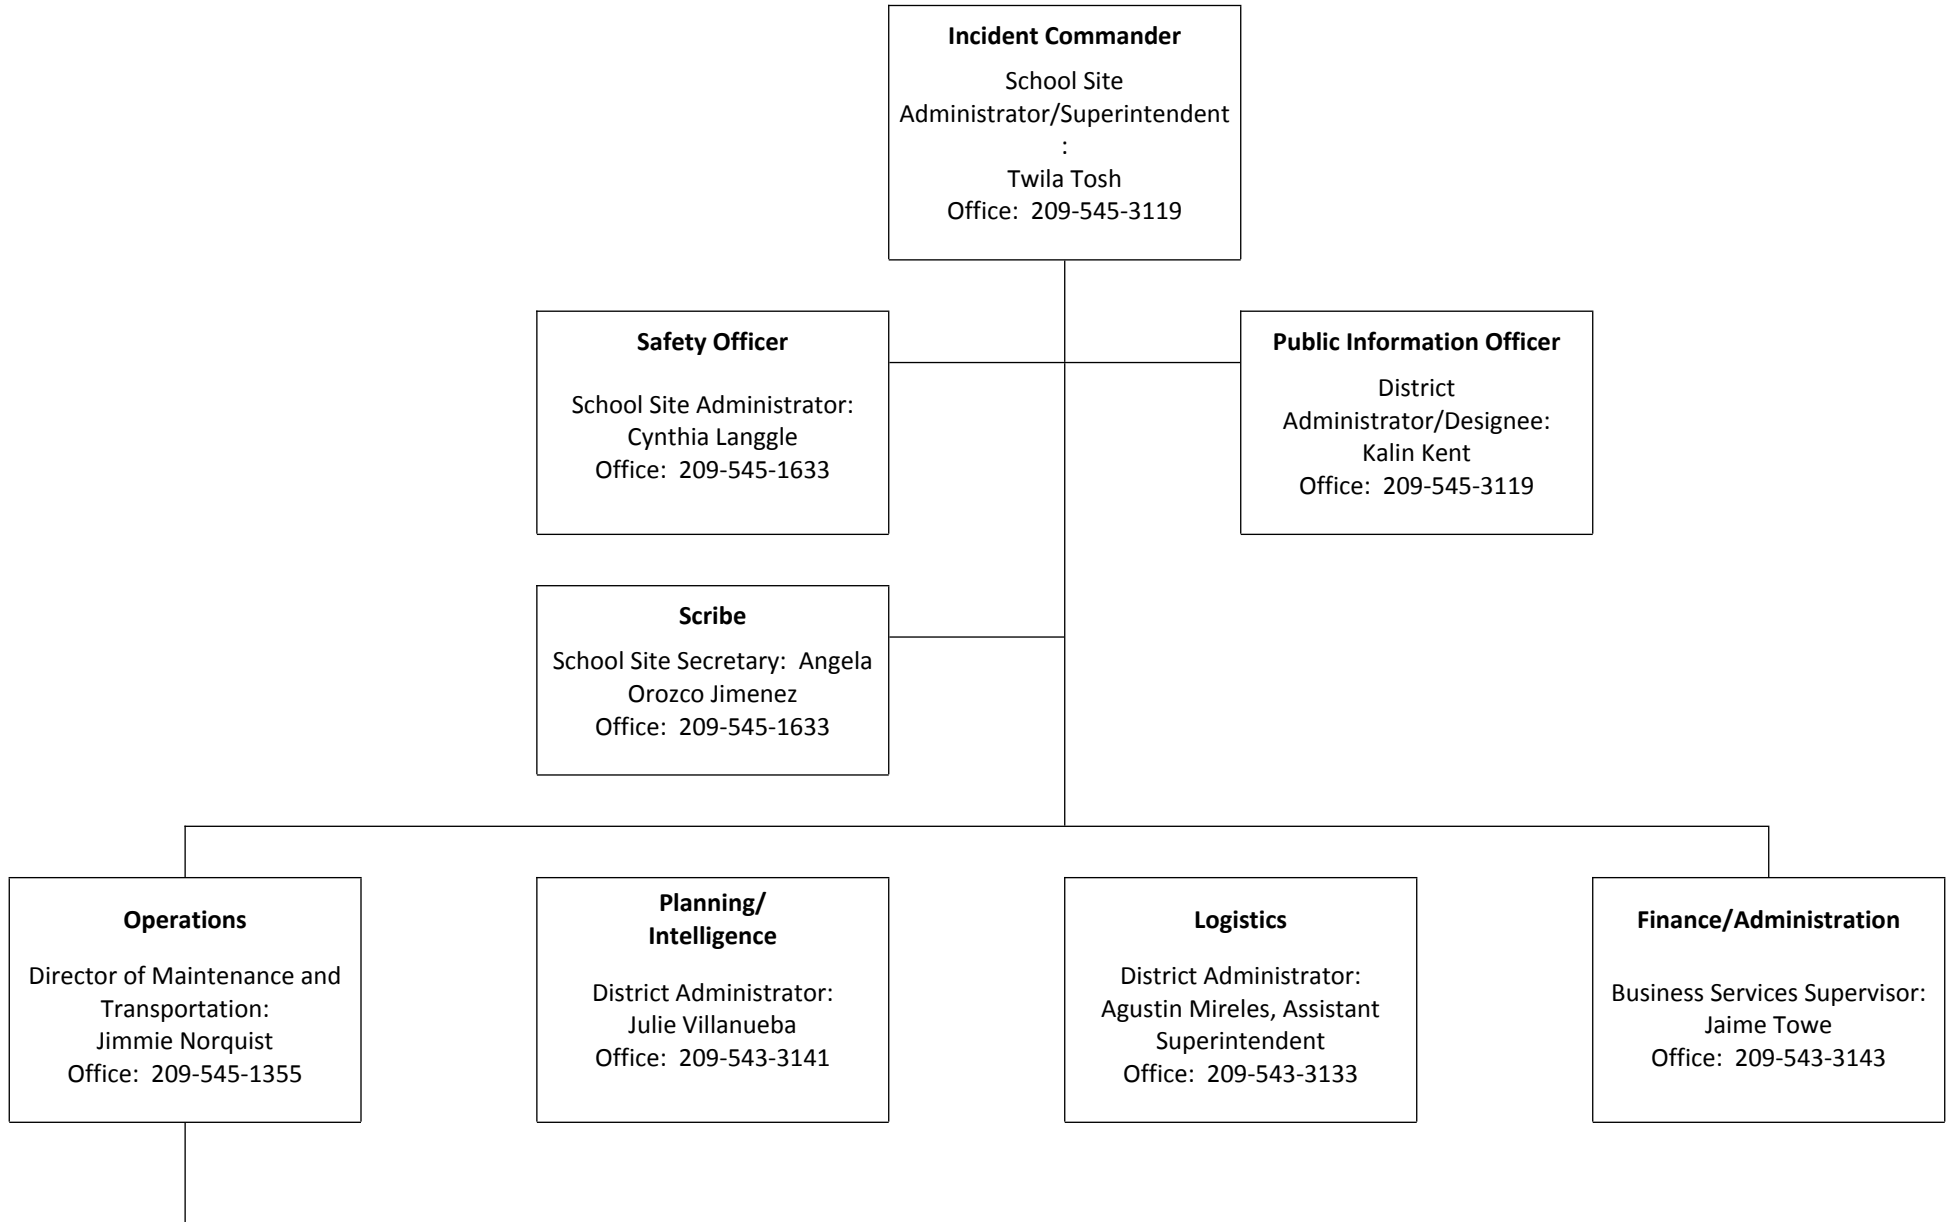 Incident Commander
School Site
Administrator/Superintendent
:
Twila Tosh
Office:  209-545-3119
Safety Officer
School Site Administrator:
Cynthia Langgle
Office:  209-545-1633
Public Information Officer
District
Administrator/Designee:
Kalin Kent
Office:  209-545-3119
Scribe
School Site Secretary:  Angela
Orozco Jimenez
Office:  209-545-1633
Operations
Director of Maintenance and
Transportation:
Jimmie Norquist
Office:  209-545-1355
Planning/
Intelligence
District Administrator:
Julie Villanueba
Office:  209-543-3141
Logistics
District Administrator:
Agustin Mireles, Assistant
Superintendent
Office:  209-543-3133
Finance/Administration
Business Services Supervisor:
Jaime Towe
Office:  209-543-3143